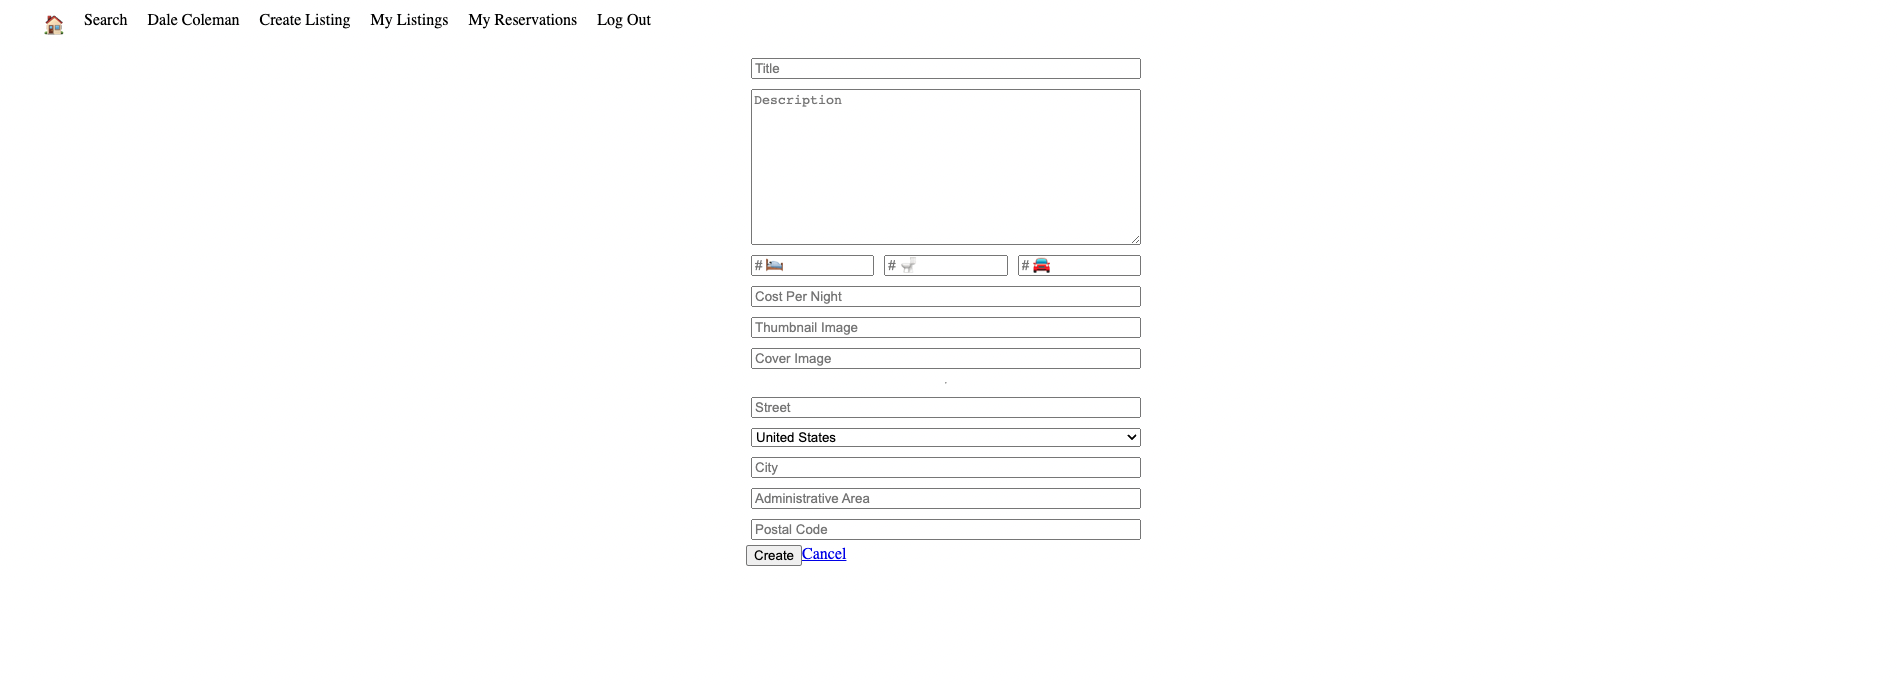 🏠 Search Dale Coleman Create Listing My Listings My Reservations Log Out
Title
Description
# 🛌 # 🚽 # 🚘
Cost Per Night
Thumbnail Image
Cover Image
Street
United States
City
Administrative Area
Postal Code
Create Cancel